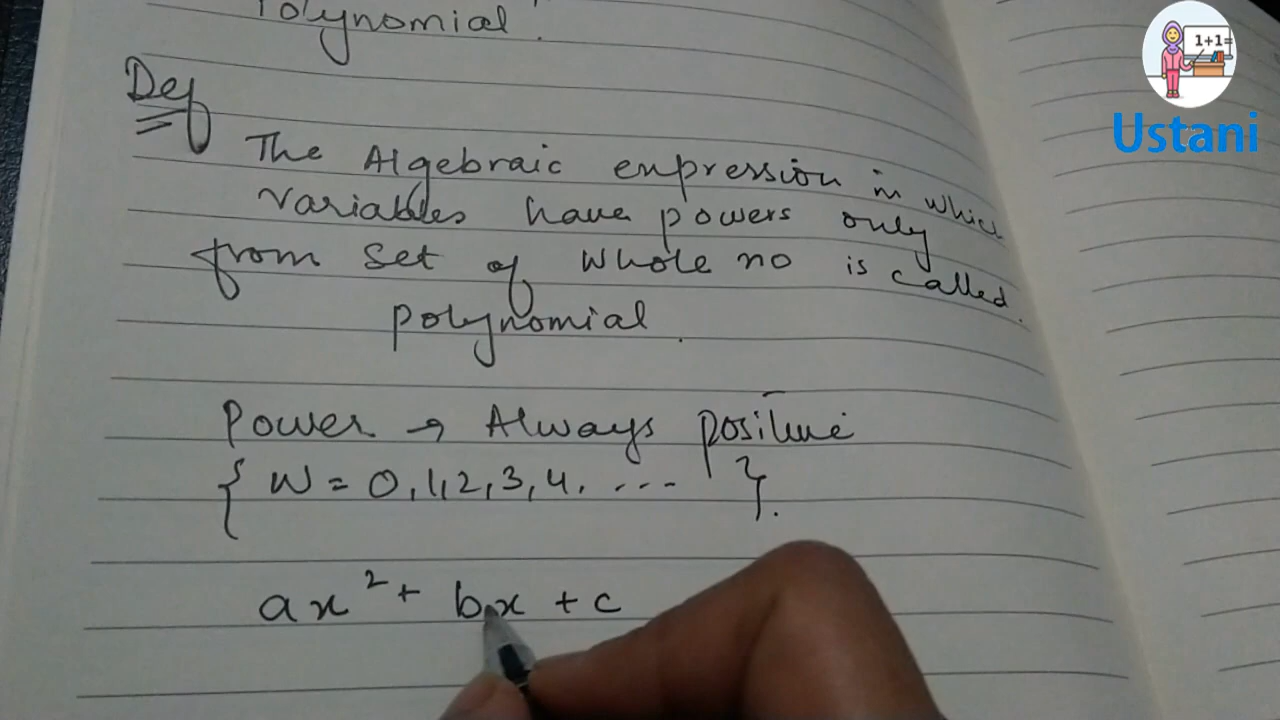 Polynomial.
1+1=
Ustani
Def
The Algebraic expression in which
variables have powers only
from set of whole no is called
polynomial.
Power → Always positive
{ W = 0, 1, 2, 3, 4, ... }.
ax² + bx + c